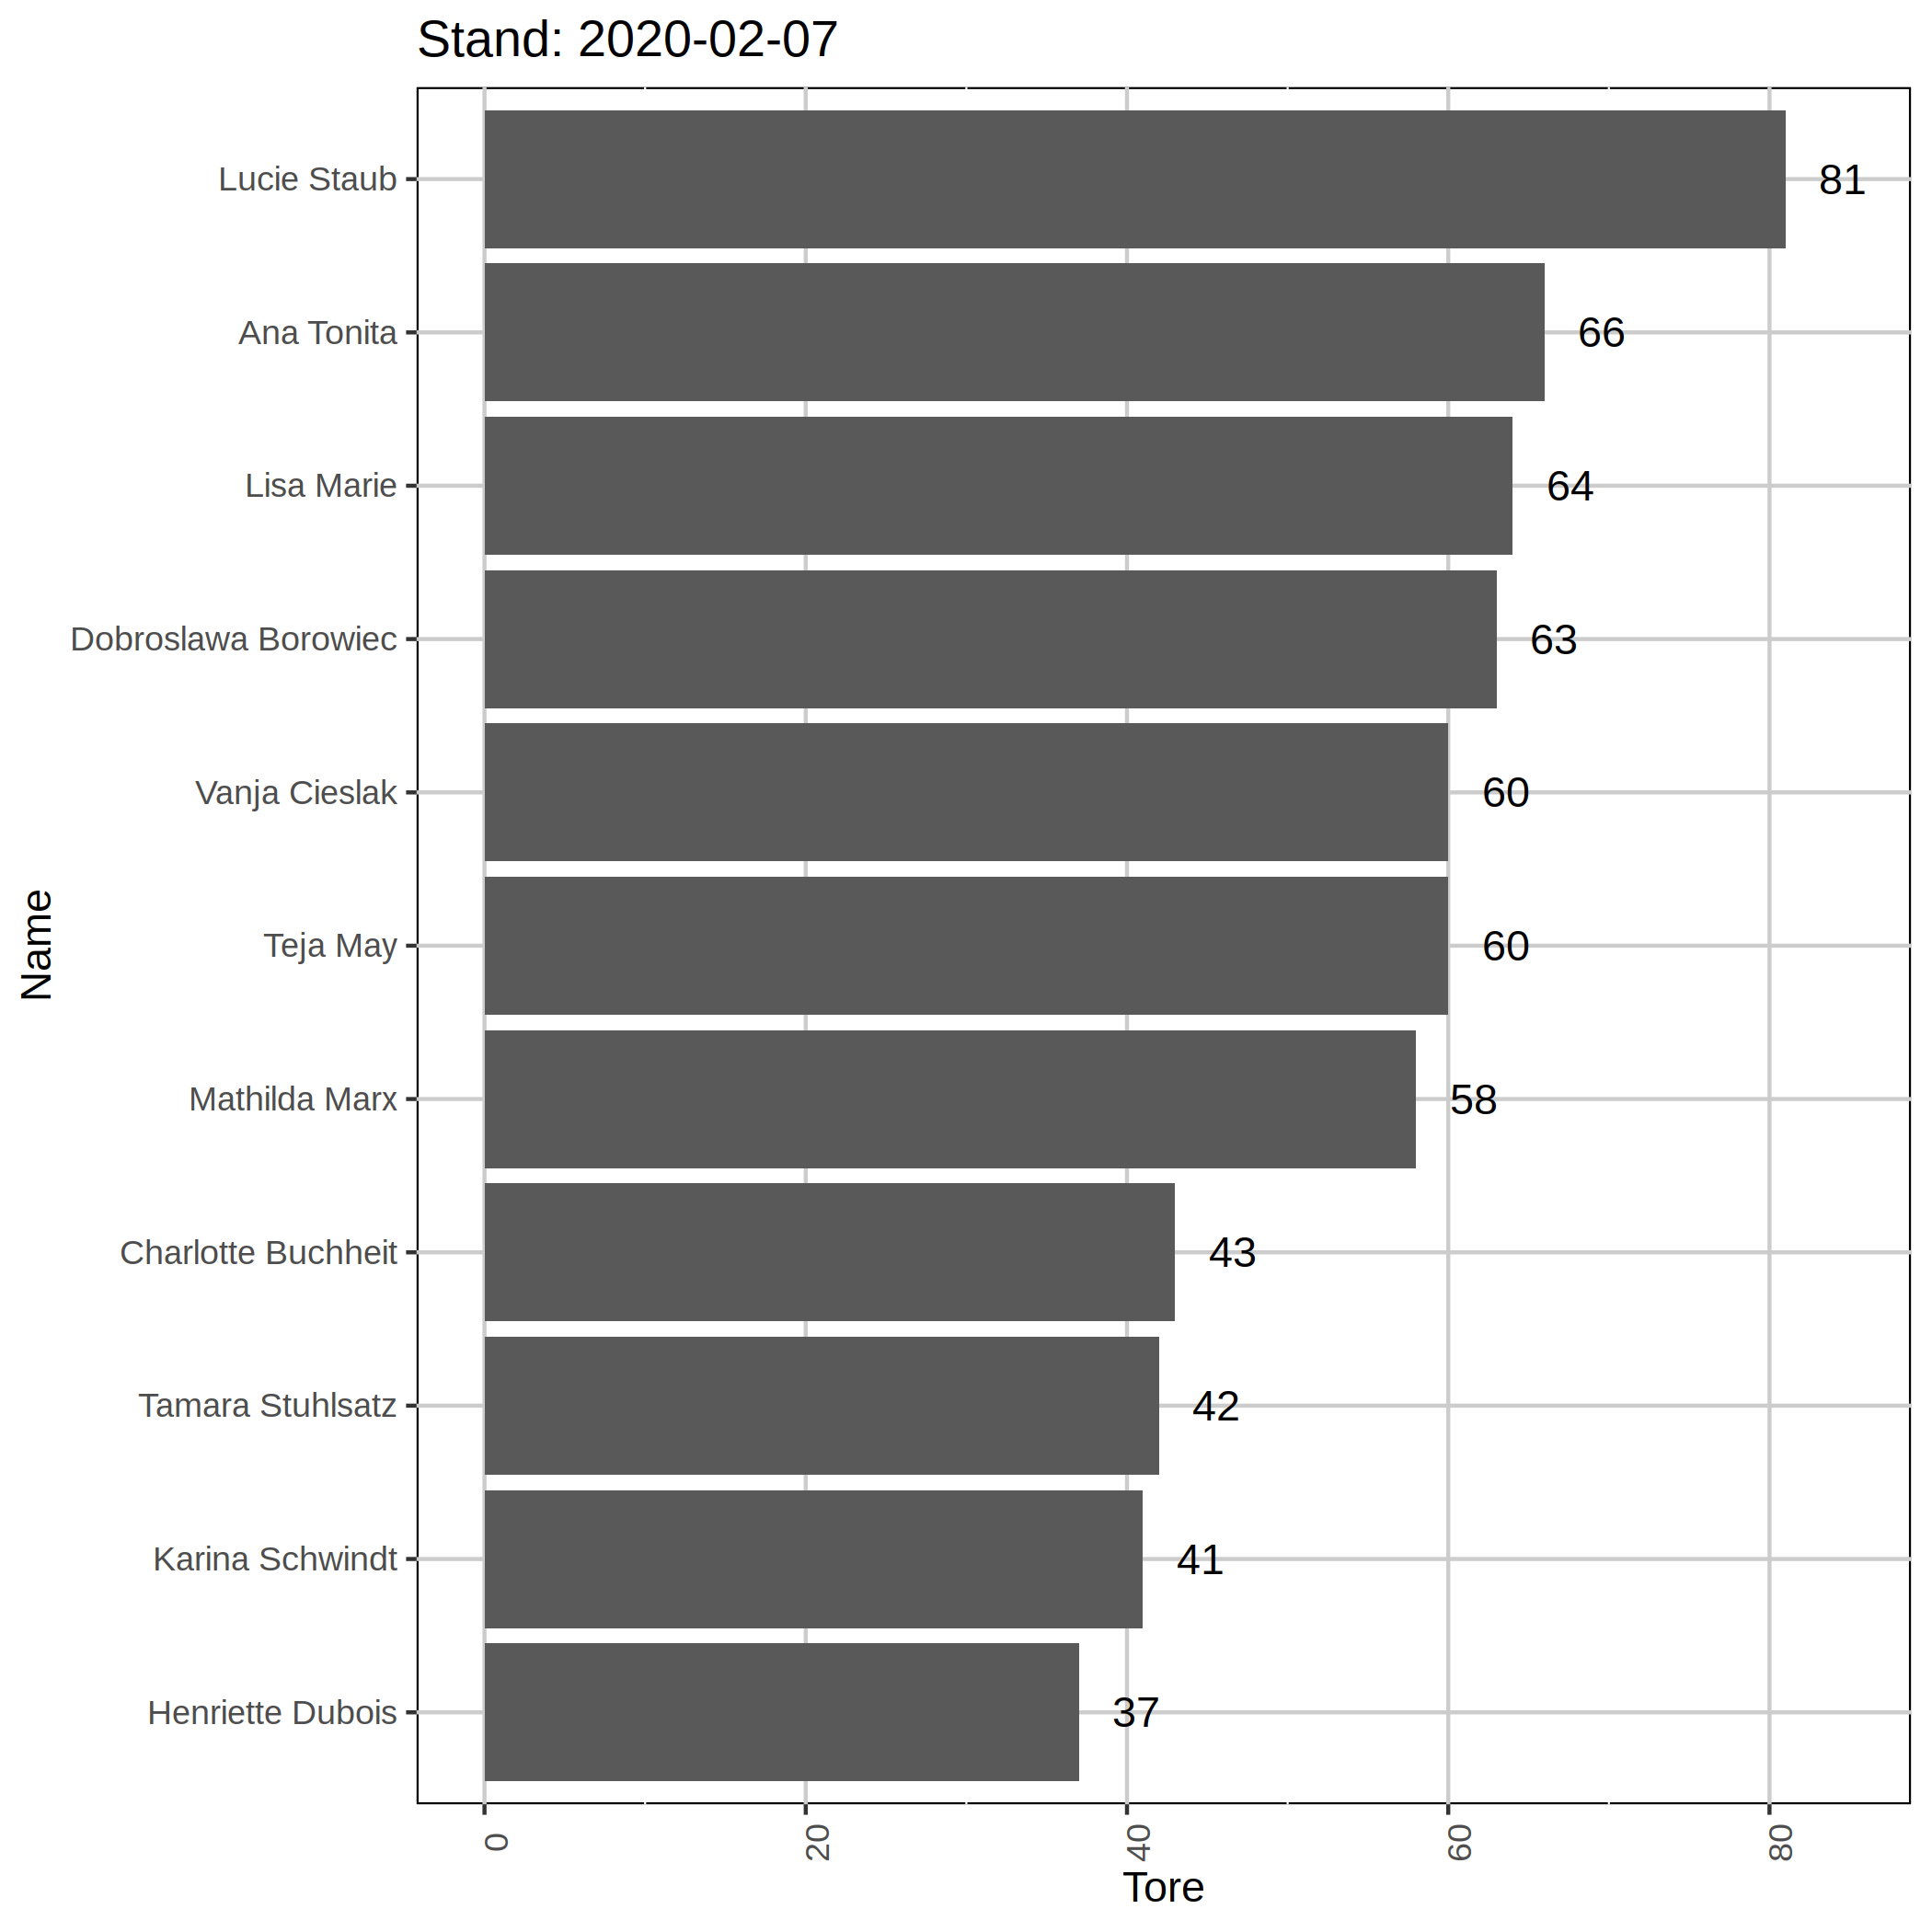 Stand: 2020-02-07
Lucie Staub 81
Ana Tonita 66
Lisa Marie 64
Dobroslawa Borowiec 63
Vanja Cieslak 60
Teja May 60
Mathilda Marx 58
Charlotte Buchheit 43
Tamara Stuhlsatz 42
Karina Schwindt 41
Henriette Dubois 37
Name
0 20 40 60 80
Tore